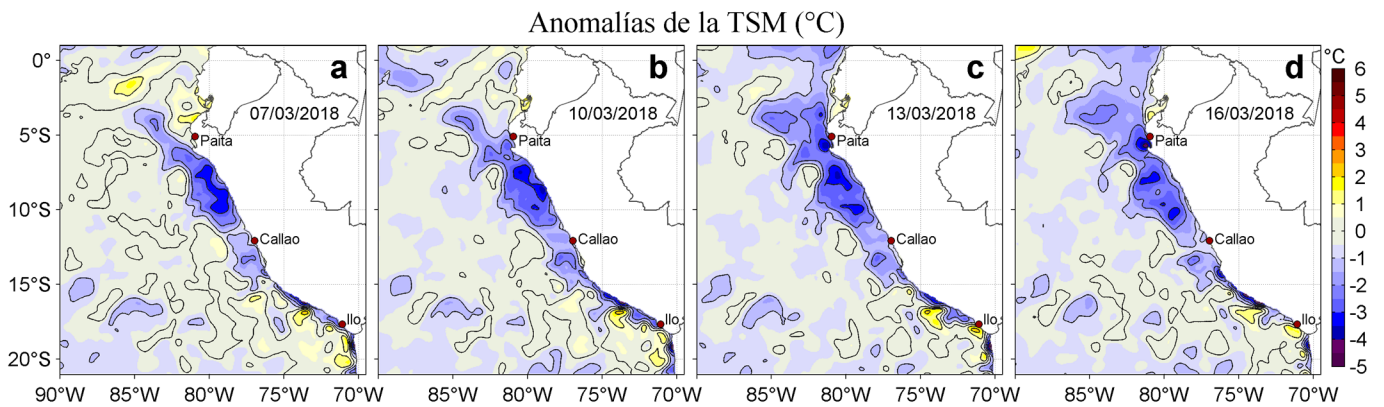 Anomalías de la TSM (°C)
a
07/03/2018
Paita
Callao
Ilo
b
10/03/2018
Paita
Callao
Ilo
c
13/03/2018
Paita
Callao
Ilo
d
16/03/2018
Paita
Callao
Ilo
0°
5°S
10°S
15°S
20°S
90°W 85°W 80°W 75°W 70°W
85°W 80°W 75°W 70°W
85°W 80°W 75°W 70°W
85°W 80°W 75°W 70°W
°C
6
5
4
3
2
1
0
-1
-2
-3
-4
-5